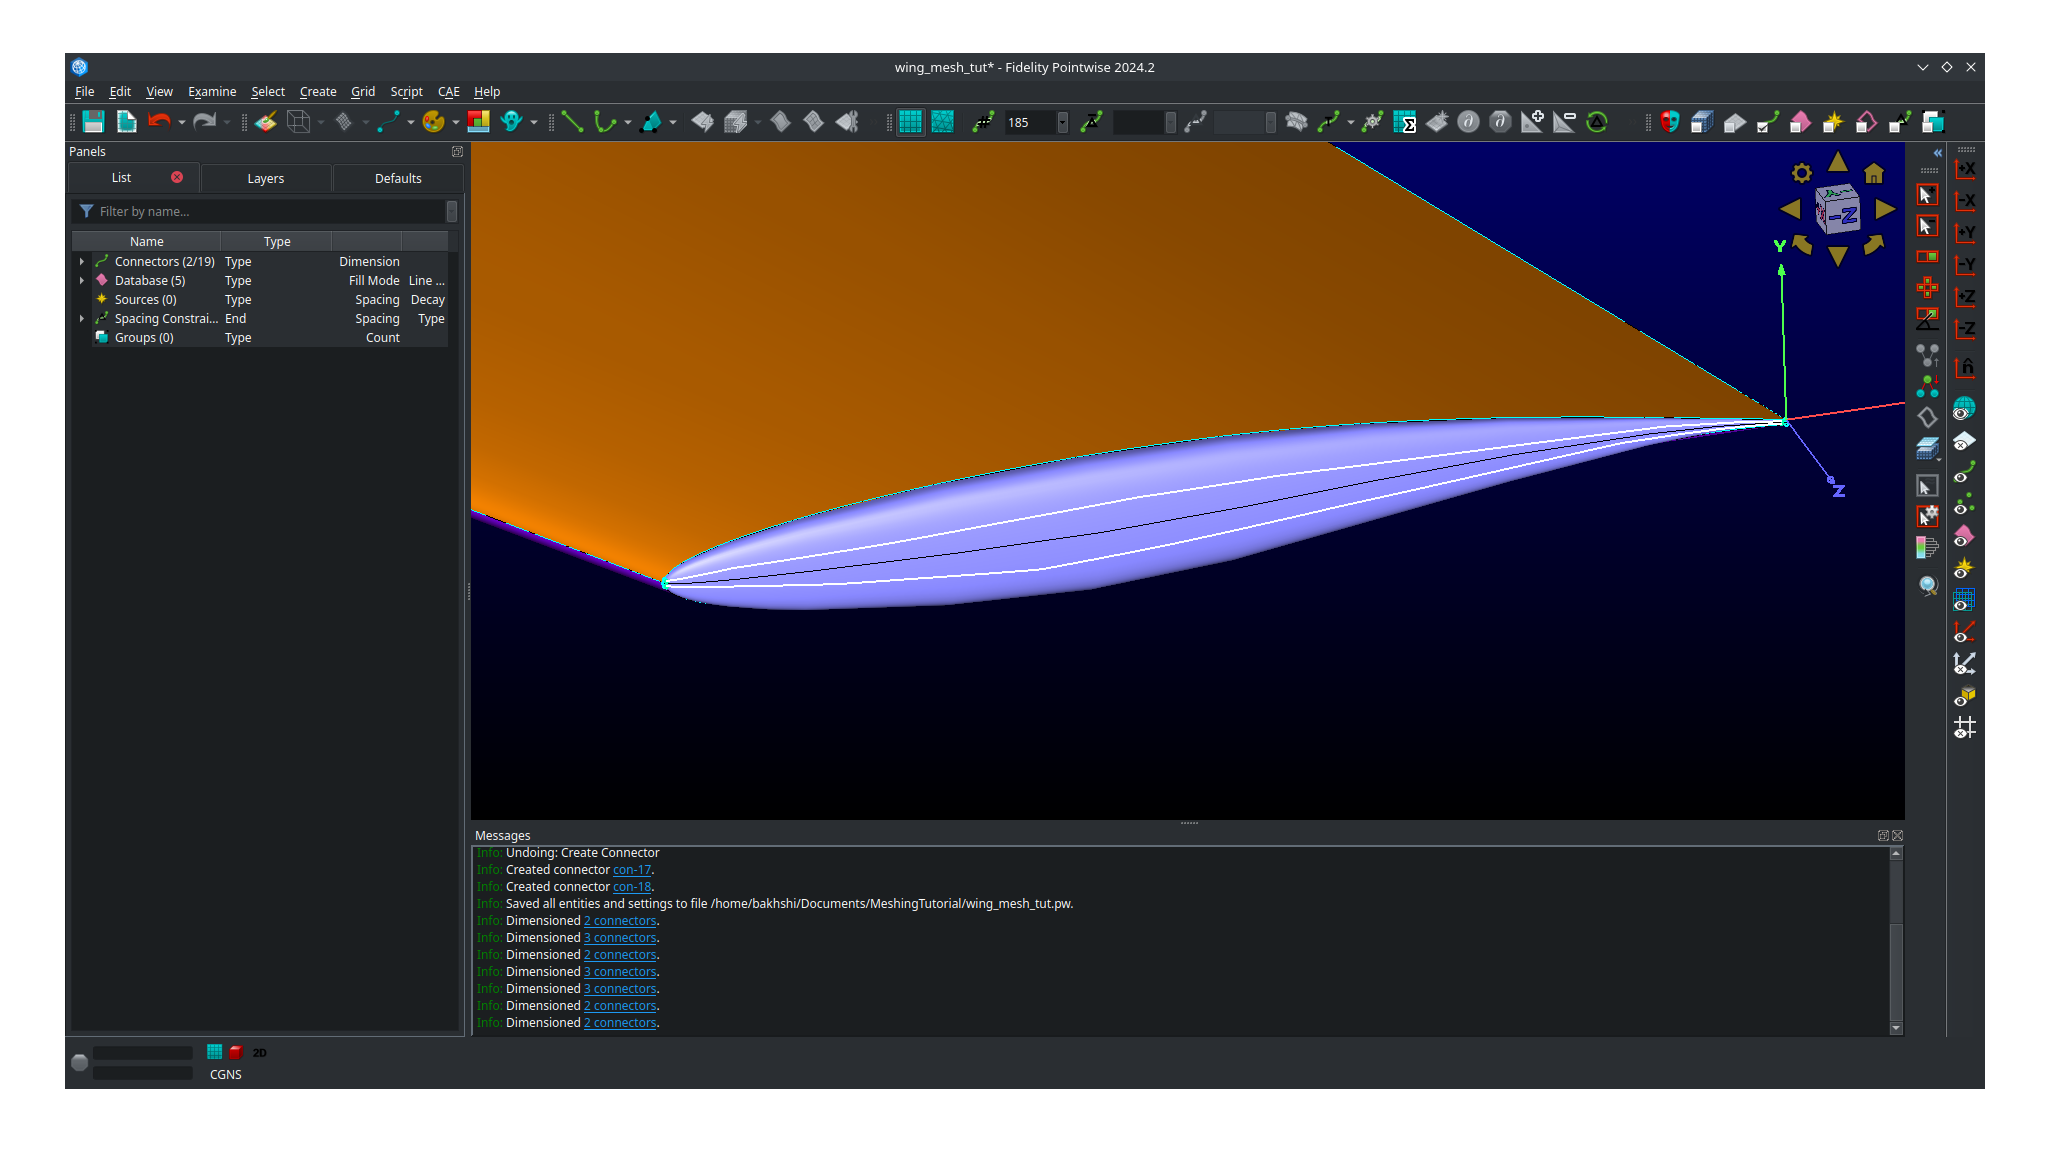 wing_mesh_tut* - Fidelity Pointwise 2024.2
File Edit View Examine Select Create Grid Script CAE Help
185
Panels
List Layers Defaults
Filter by name...
Name Type
Connectors (2/19) Type Dimension
Database (5) Type Fill Mode Line ...
Sources (0) Type Spacing Decay
Spacing Constrai... End Spacing Type
Groups (0) Type Count
-Z
Y
Z
+X
-X
+Y
-Y
+Z
-Z
n̂
Messages
Info: Undoing: Create Connector
Info: Created connector con-17.
Info: Created connector con-18.
Info: Saved all entities and settings to file /home/bakhshi/Documents/MeshingTutorial/wing_mesh_tut.pw.
Info: Dimensioned 2 connectors.
Info: Dimensioned 3 connectors.
Info: Dimensioned 2 connectors.
Info: Dimensioned 3 connectors.
Info: Dimensioned 3 connectors.
Info: Dimensioned 2 connectors.
Info: Dimensioned 2 connectors.
2D
CGNS